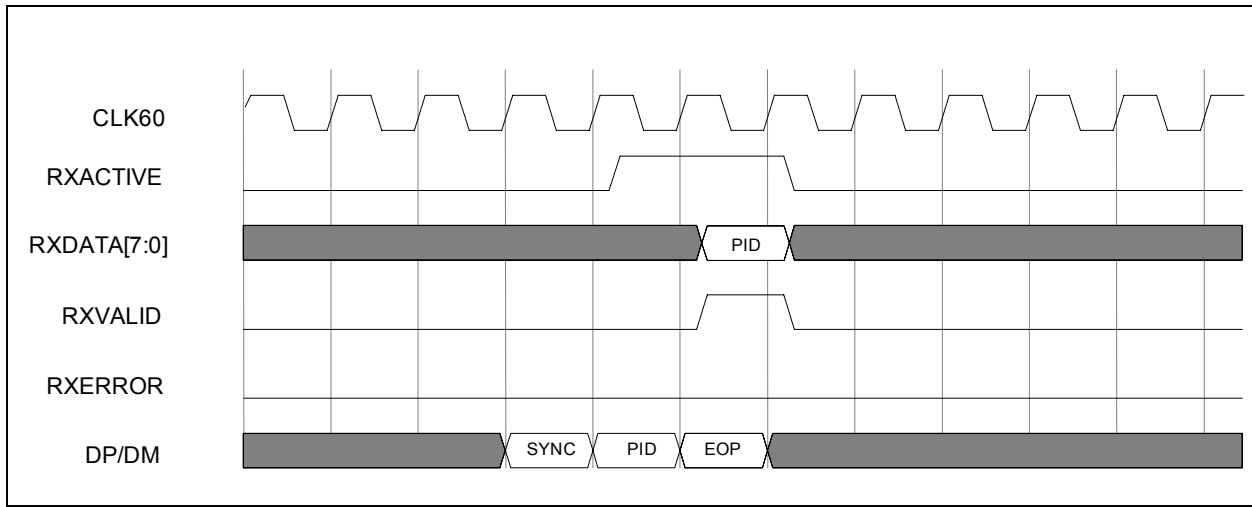 CLK60
RXACTIVE
RXDATA[7:0] PID
RXVALID
RXERROR
DP/DM SYNC PID EOP